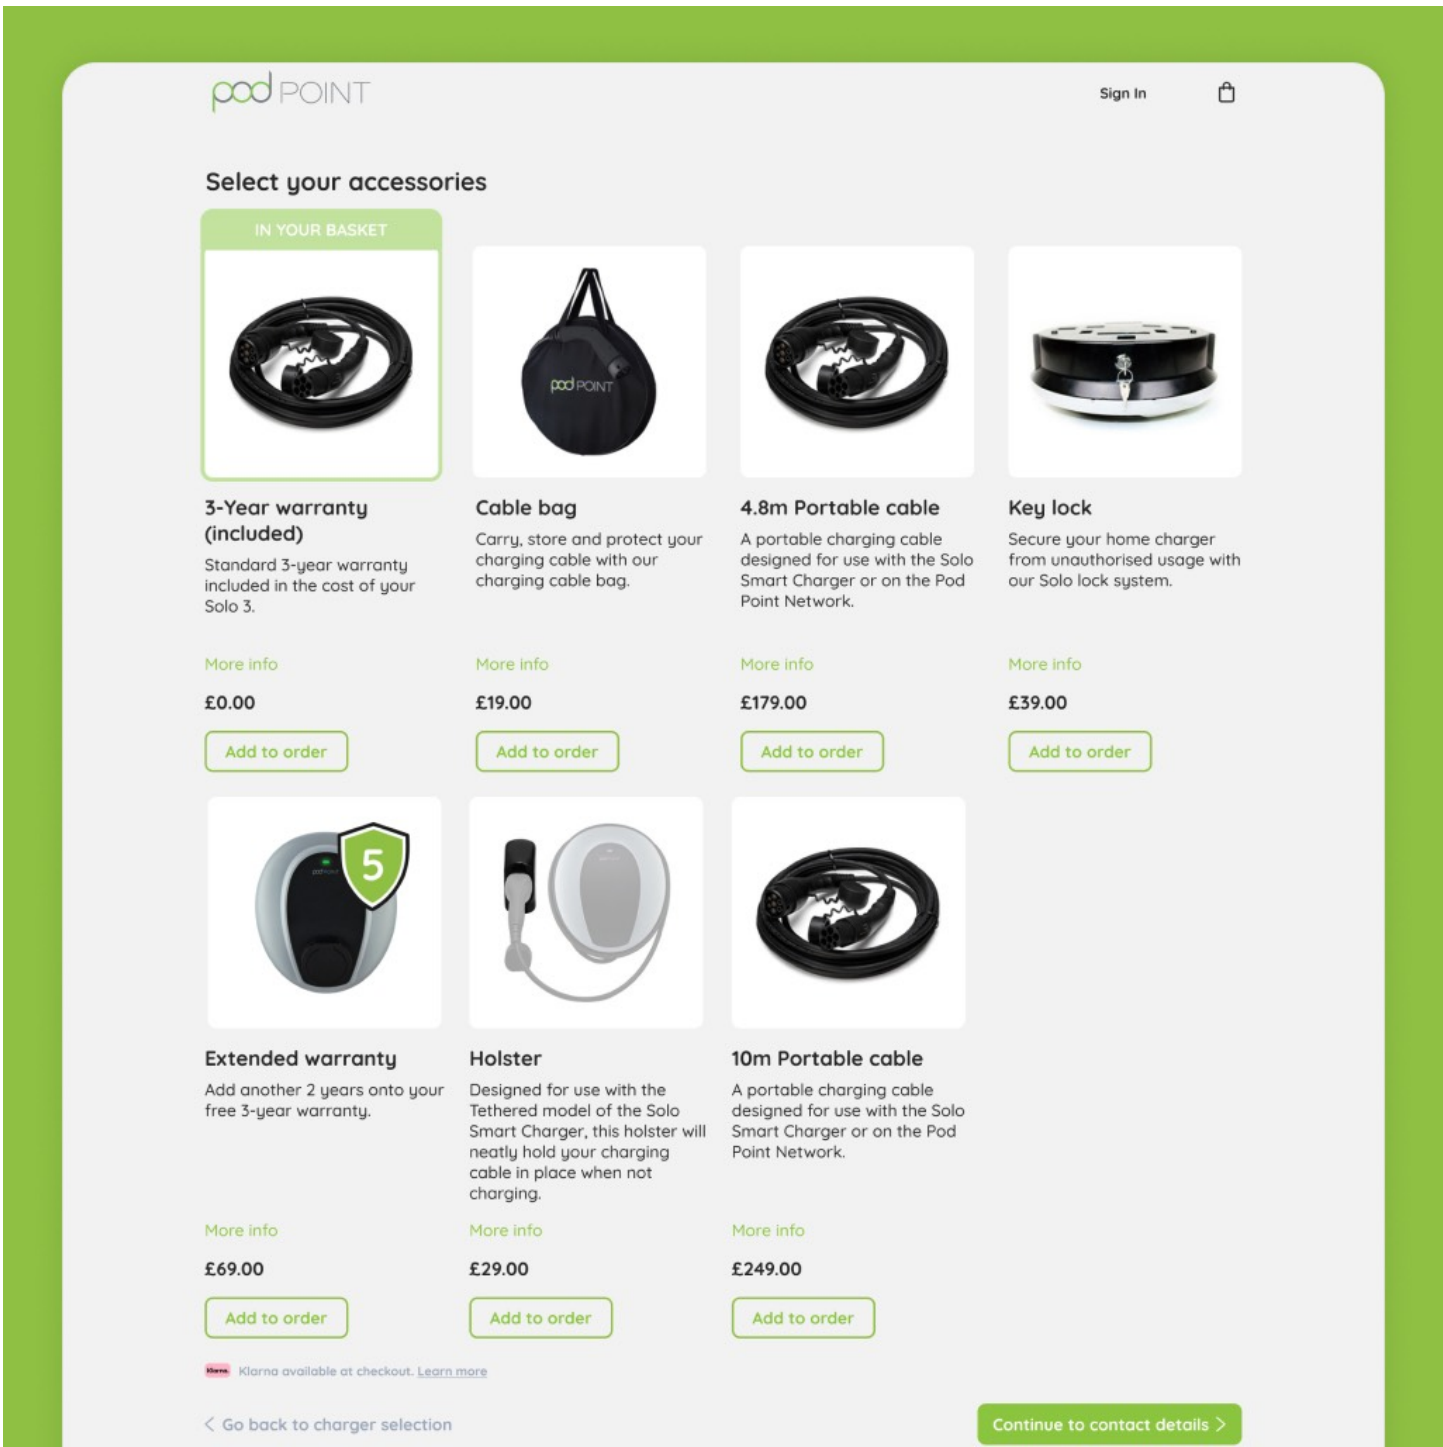 pod POINT
Sign In
Select your accessories
IN YOUR BASKET
pod POINT
3-Year warranty
(included)
Standard 3-year warranty
included in the cost of your
Solo 3.
More info
£0.00
Add to order
Cable bag
Carry, store and protect your
charging cable with our
charging cable bag.
More info
£19.00
Add to order
4.8m Portable cable
A portable charging cable
designed for use with the Solo
Smart Charger or on the Pod
Point Network.
More info
£179.00
Add to order
Key lock
Secure your home charger
from unauthorised usage with
our Solo lock system.
More info
£39.00
Add to order
5
pod POINT
Extended warranty
Add another 2 years onto your
free 3-year warranty.
More info
£69.00
Add to order
Holster
Designed for use with the
Tethered model of the Solo
Smart Charger, this holster will
neatly hold your charging
cable in place when not
charging.
More info
£29.00
Add to order
10m Portable cable
A portable charging cable
designed for use with the Solo
Smart Charger or on the Pod
Point Network.
More info
£249.00
Add to order
Klarna.
Klarna available at checkout. Learn more
< Go back to charger selection
Continue to contact details >